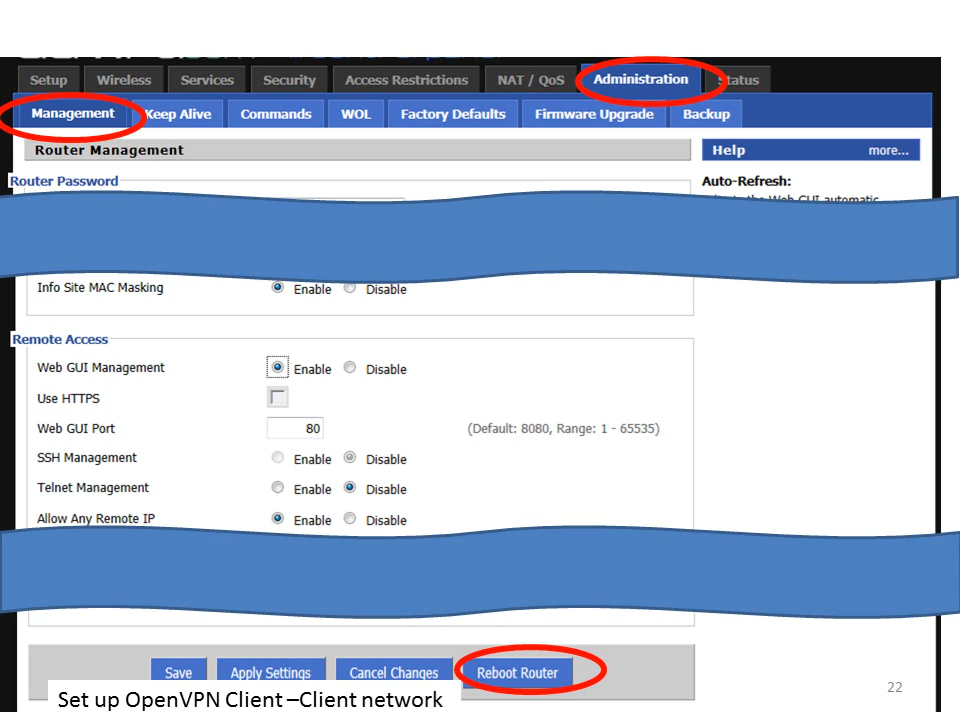 Setup Wireless Services Security Access Restrictions NAT / QoS Administration Status
Management Keep Alive Commands WOL Factory Defaults Firmware Upgrade Backup
Router Management
Help more...
Router Password
Auto-Refresh:
the Web GUI automatic
Info Site MAC Masking Enable Disable
Remote Access
Web GUI Management Enable Disable
Use HTTPS
Web GUI Port 80 (Default: 8080, Range: 1 - 65535)
SSH Management Enable Disable
Telnet Management Enable Disable
Allow Any Remote IP Enable Disable
Save Apply Settings Cancel Changes Reboot Router
22
Set up OpenVPN Client –Client network